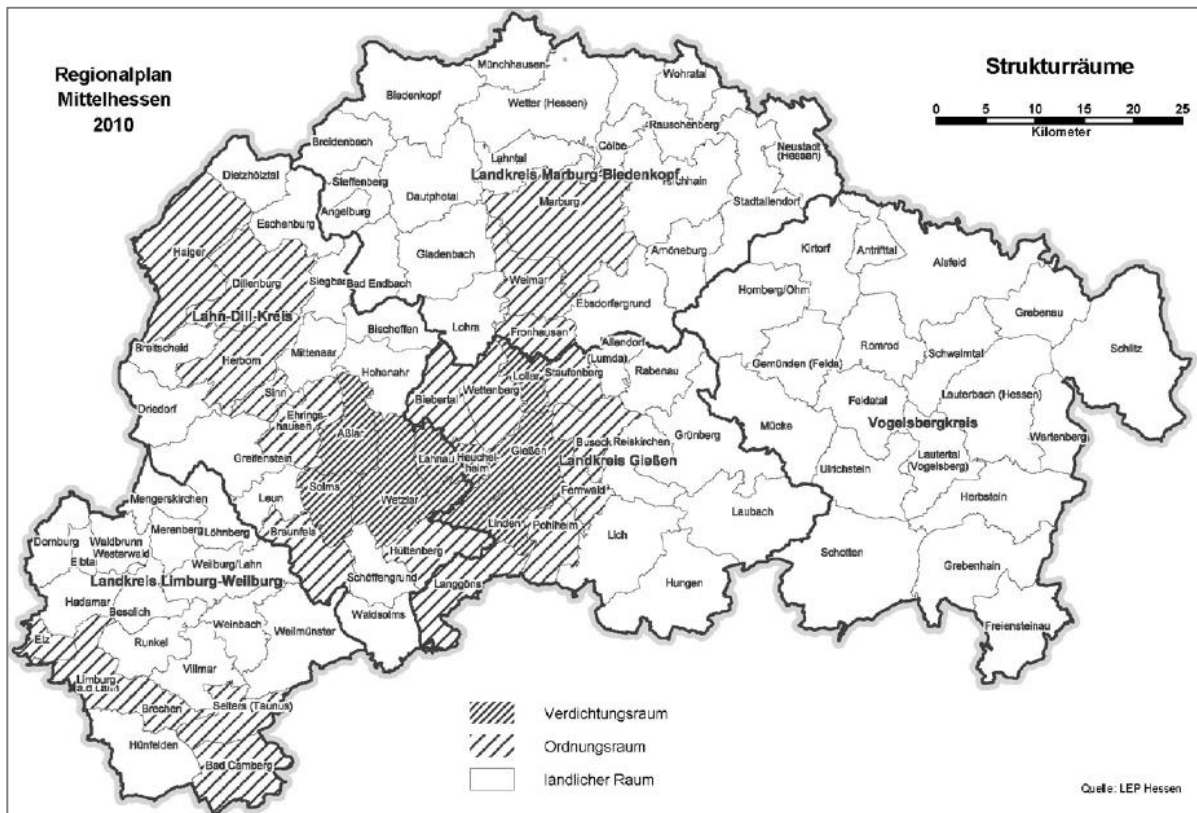 Regionalplan
Mittelhessen
2010
Strukturräume
0 5 10 15 20 25
Kilometer
Münchhausen
Wohratal
Biedenkopf
Wetter (Hessen)
Rauschenberg
Neustadt
(Hessen)
Breidenbach
Cölbe
Lahntal
Dietzhölztal
Steffenberg
Landkreis Marburg-Biedenkopf
Dautphetal
Marburg
Stadtallendorf
Angelburg
Eschenburg
Kirtorf
Antrifttal
Alsfeld
Haiger
Gladenbach
Amöneburg
Dillenburg
Weimar
Bad Endbach
Homberg/Ohm
Ebsdorfergrund
Grebenau
Lahn-Dill-Kreis
Bischoffen
Lohra
Fronhausen
Allendorf
(Lumda)
Romrod
Schwalmtal
Schlitz
Breitscheid
Mittenaar
Herborn
Hohenahr
Lollar
Staufenberg
Rabenau
Gemünden (Felda)
Sinn
Wettenberg
Biebertal
Feldatal
Lauterbach (Hessen)
Driedorf
Ehrings-
hausen
Mücke
Vogelsbergkreis
Wartenberg
Aßlar
Buseck
Reiskirchen
Grünberg
Gießen
Lahnau
Heuchel-
heim
Landkreis Gießen
Lautertal
(Vogelsberg)
Greifenstein
Ulrichstein
Solms
Fernwald
Herbstein
Mengerskirchen
Leun
Wetzlar
Laubach
Merenberg
Löhnberg
Braunfels
Linden
Pohlheim
Lich
Dornburg
Waldbrunn
Westerwald
Hüttenberg
Schotten
Elbtal
Weilburg/Lahn
Grebenhain
Landkreis Limburg-Weilburg
Schöffengrund
Langgöns
Hungen
Hadamar
Beselich
Waldsolms
Weinbach
Weilmünster
Freiensteinau
Elz
Runkel
Villmar
Limburg
a.d.Lahn
Brechen
Selters (Taunus)
Hünfelden
Bad Camberg
Verdichtungsraum
Ordnungsraum
ländlicher Raum
Quelle: LEP Hessen